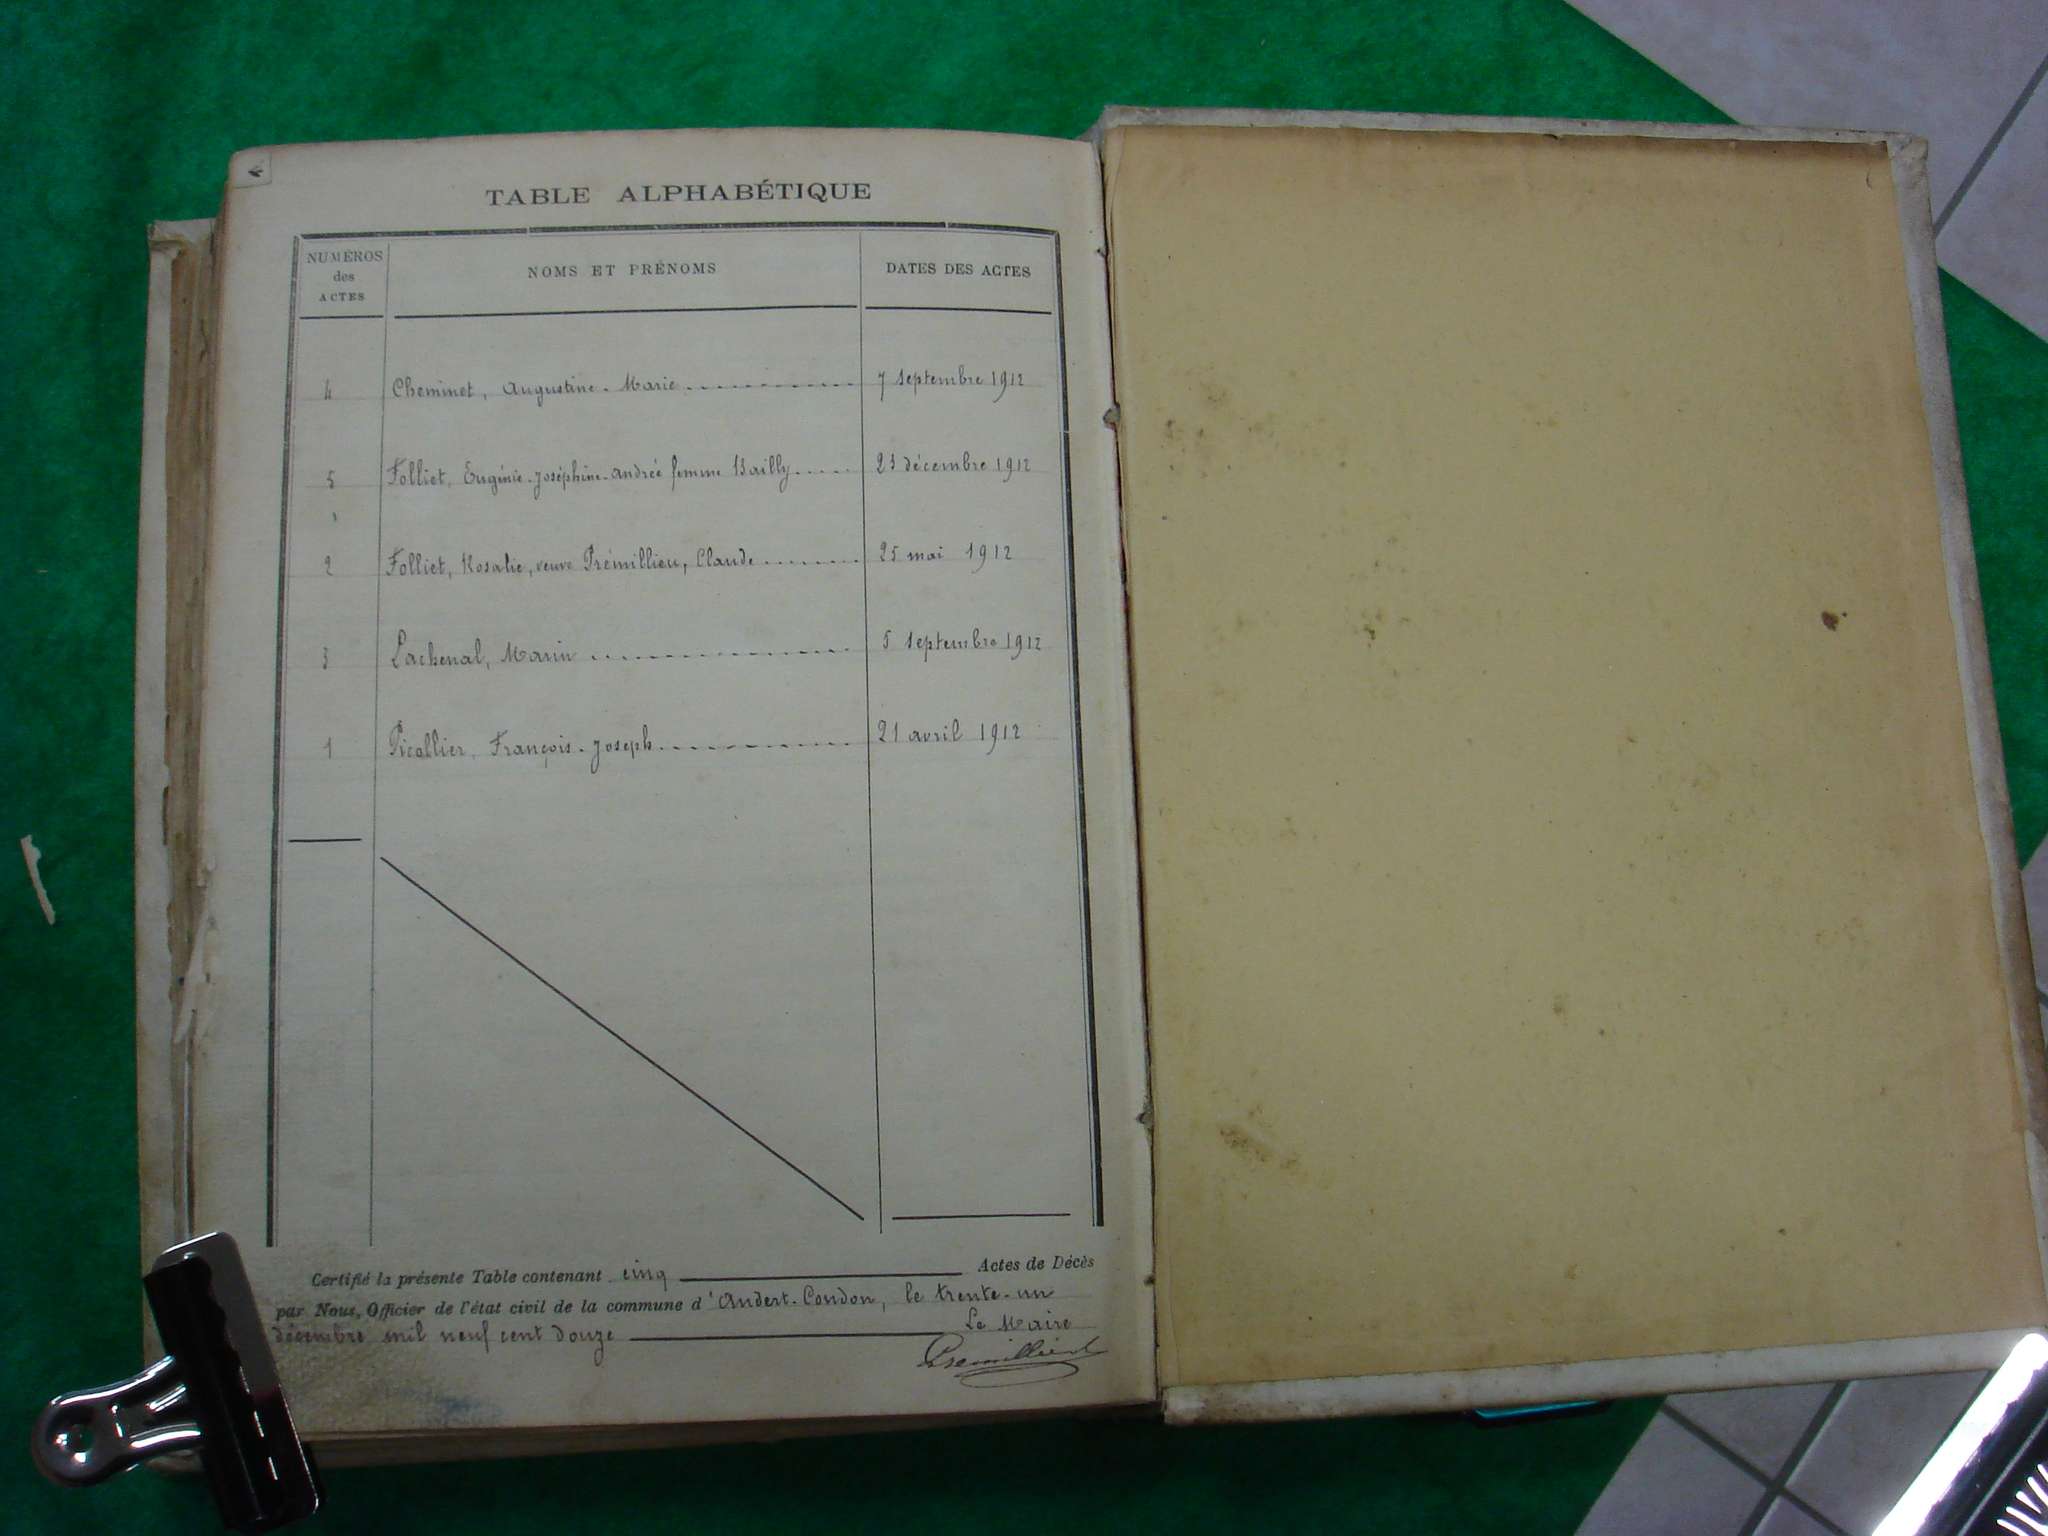 TABLE ALPHABÉTIQUE
NUMÉROS des ACTES NOMS ET PRÉNOMS DATES DES ACTES
4 Cheminet, Augustine-Marie 7 septembre 1912
5 Folliet, Eugénie-Joséphine-Andrée femme Bailly 23 décembre 1912
2 Folliet, Rosalie, veuve Prémillieu, Claude 25 mai 1912
3 Lachenal, Marin 5 septembre 1912
1 Picollier, François-Joseph 21 avril 1912
Certifié la présente Table contenant cinq Actes de Décès
par Nous, Officier de l'état civil de la commune d'Andert-Condon, le trente-un
décembre mil neuf cent douze Le Maire